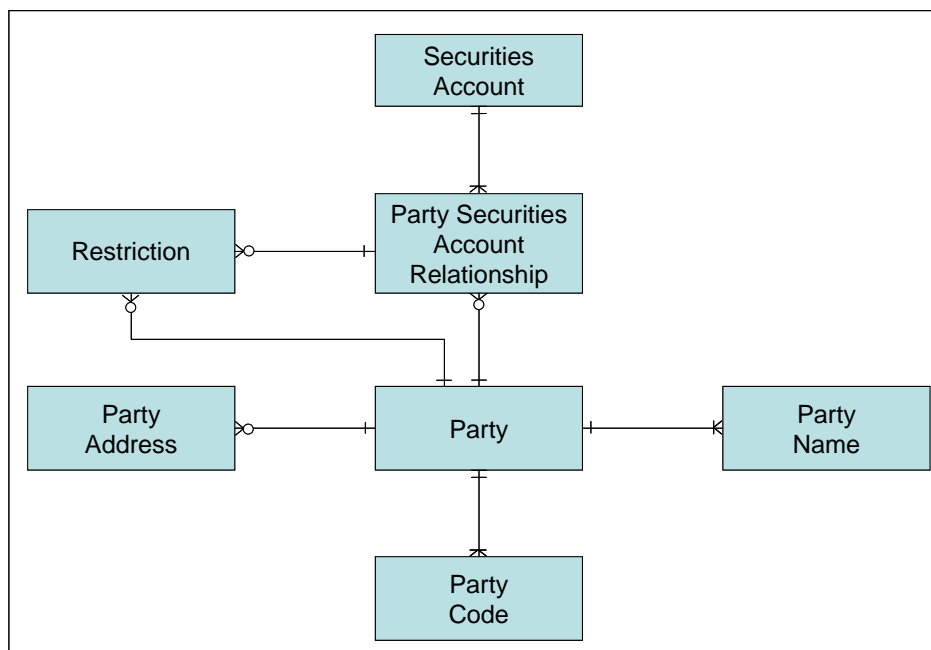 Securities
Account
Party Securities
Account
Relationship
Restriction
Party
Address
Party
Party
Name
Party
Code